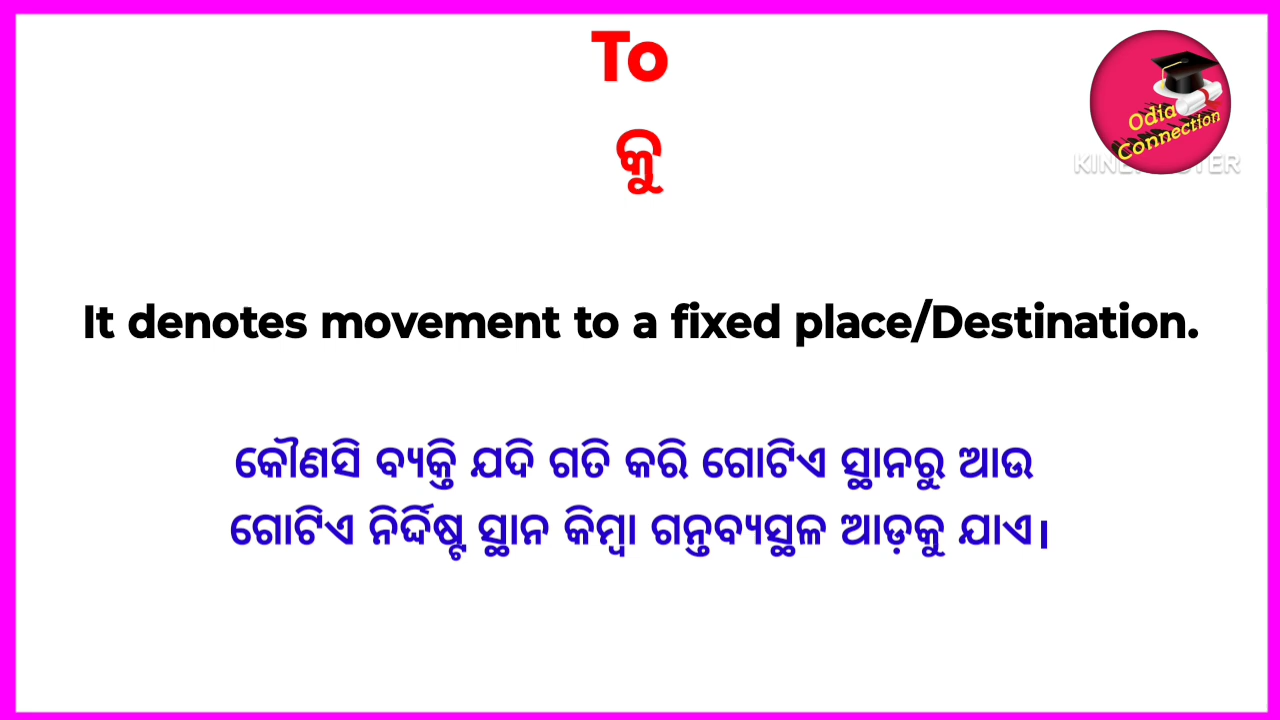 To
କୁ
Odia
Connection
It denotes movement to a fixed place/Destination.
କୌଣସି ବ୍ୟକ୍ତି ଯଦି ଗତି କରି ଗୋଟିଏ ସ୍ଥାନରୁ ଆଉ
ଗୋଟିଏ ନିର୍ଦ୍ଦିଷ୍ଟ ସ୍ଥାନ କିମ୍ବା ଗନ୍ତବ୍ୟସ୍ଥଳ ଆଡ଼କୁ ଯାଏ।